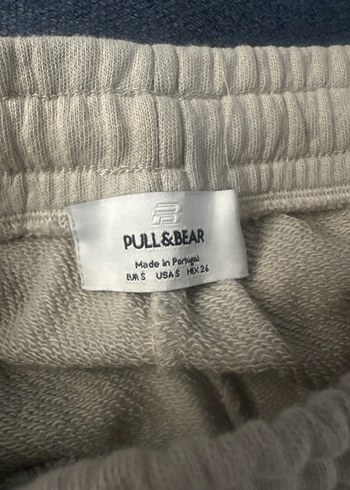 PULL&BEAR
Made in Portugal
EUR S USA S MEX 26